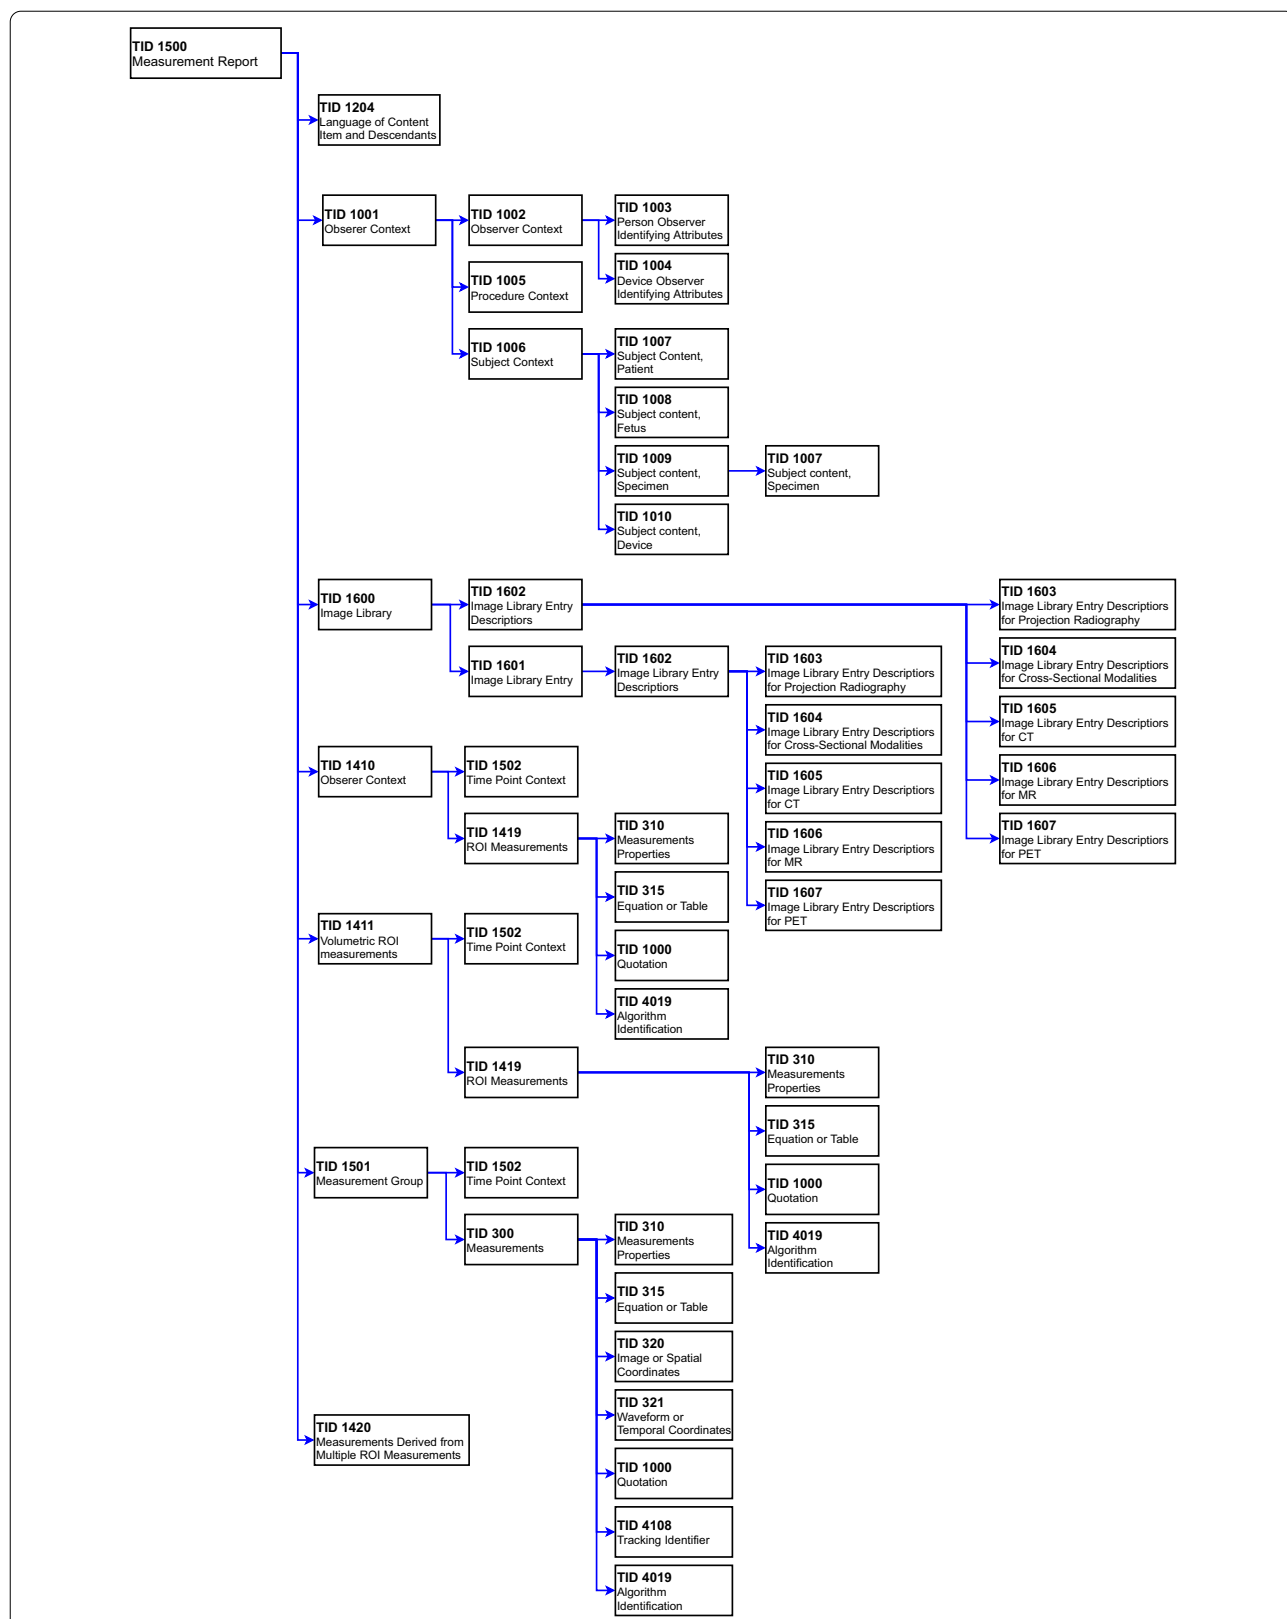 TID 1500
Measurement Report
TID 1204
Language of Content
Item and Descendants
TID 1001
Obserer Context
TID 1002
Observer Context
TID 1003
Person Observer
Identifying Attributes
TID 1004
Device Observer
Identifying Attributes
TID 1005
Procedure Context
TID 1006
Subject Context
TID 1007
Subject Content,
Patient
TID 1008
Subject content,
Fetus
TID 1009
Subject content,
Specimen
TID 1007
Subject content,
Specimen
TID 1010
Subject content,
Device
TID 1600
Image Library
TID 1602
Image Library Entry
Descriptiors
TID 1603
Image Library Entry Descriptiors
for Projection Radiography
TID 1604
Image Library Entry Descriptiors
for Cross-Sectional Modalities
TID 1605
Image Library Entry Descriptiors
for CT
TID 1606
Image Library Entry Descriptiors
for MR
TID 1607
Image Library Entry Descriptiors
for PET
TID 1601
Image Library Entry
TID 1602
Image Library Entry
Descriptiors
TID 1603
Image Library Entry Descriptiors
for Projection Radiography
TID 1604
Image Library Entry Descriptiors
for Cross-Sectional Modalities
TID 1605
Image Library Entry Descriptiors
for CT
TID 1606
Image Library Entry Descriptiors
for MR
TID 1607
Image Library Entry Descriptiors
for PET
TID 1410
Obserer Context
TID 1502
Time Point Context
TID 1419
ROI Measurements
TID 310
Measurements
Properties
TID 315
Equation or Table
TID 1000
Quotation
TID 4019
Algorithm
Identification
TID 1411
Volumetric ROI
measurements
TID 1502
Time Point Context
TID 1419
ROI Measurements
TID 310
Measurements
Properties
TID 315
Equation or Table
TID 1000
Quotation
TID 4019
Algorithm
Identification
TID 1501
Measurement Group
TID 1502
Time Point Context
TID 300
Measurements
TID 310
Measurements
Properties
TID 315
Equation or Table
TID 320
Image or Spatial
Coordinates
TID 321
Waveform or
Temporal Coordinates
TID 1000
Quotation
TID 4108
Tracking Identifier
TID 4019
Algorithm
Identification
TID 1420
Measurements Derived from
Multiple ROI Measurements